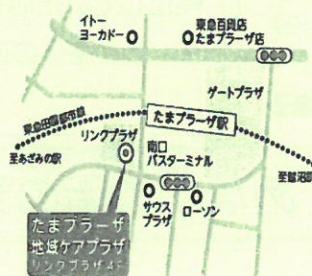 イトー
ヨーカドー
東急百貨店
たまプラーザ店
ゲートプラザ
東急田園都市線
たまプラーザ駅
リンクプラザ
南口
バスターミナル
至あざみの駅
至鷺沼駅
サウス
プラザ
ローソン
たまプラーザ
地域ケアプラザ
リンクプラザ4F